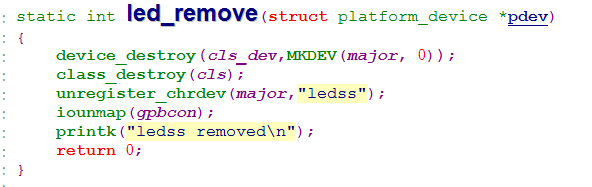 static int led_remove(struct platform_device *pdev)
: {
: device_destroy(cls_dev,MKDEV(major, 0));
: class_destroy(cls);
: unregister_chrdev(major,"ledss");
: iounmap(gpbcon);
: printk("ledss removed\n");
: return 0;
: }